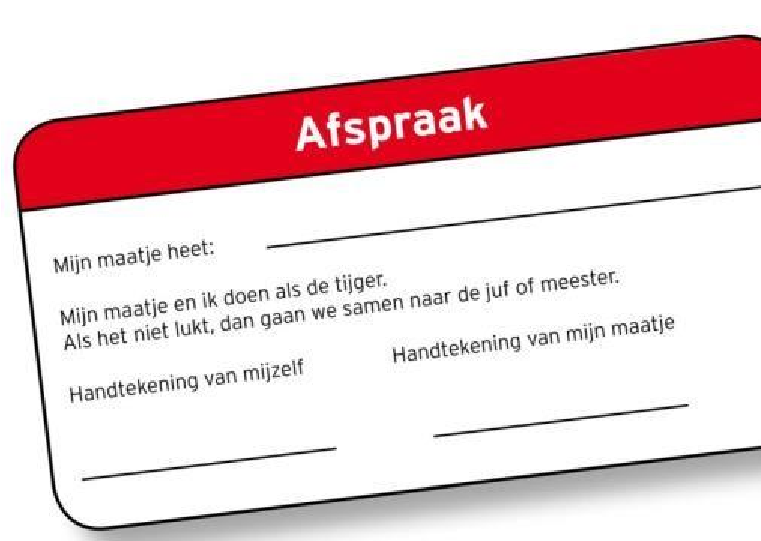 Afspraak
Mijn maatje heet:
Mijn maatje en ik doen als de tijger.
Als het niet lukt, dan gaan we samen naar de juf of meester.
Handtekening van mijzelf
Handtekening van mijn maatje